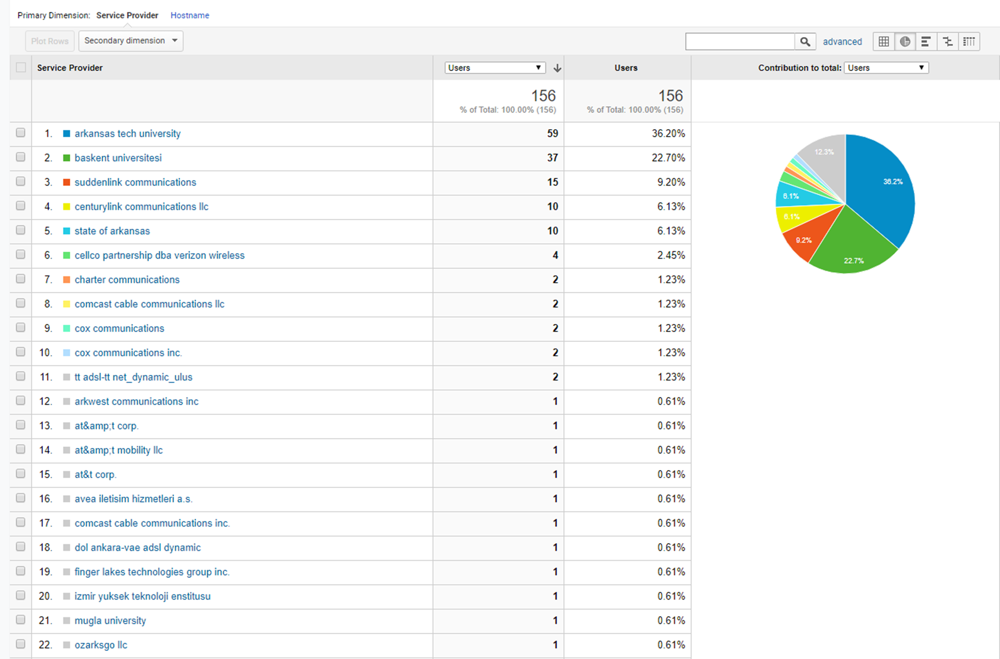 Primary Dimension: Service Provider Hostname
Plot Rows Secondary dimension advanced
Service Provider Users Users Contribution to total: Users
156 156
% of Total: 100.00% (156) % of Total: 100.00% (156)
1. arkansas tech university 59 36.20%
2. baskent universitesi 37 22.70%
3. suddenlink communications 15 9.20%
4. centurylink communications llc 10 6.13%
5. state of arkansas 10 6.13%
6. cellco partnership dba verizon wireless 4 2.45%
7. charter communications 2 1.23%
8. comcast cable communications llc 2 1.23%
9. cox communications 2 1.23%
10. cox communications inc. 2 1.23%
11. tt adsl-tt net_dynamic_ulus 2 1.23%
12. arkwest communications inc 1 0.61%
13. at&amp;t corp. 1 0.61%
14. at&amp;t mobility llc 1 0.61%
15. at&t corp. 1 0.61%
16. avea iletisim hizmetleri a.s. 1 0.61%
17. comcast cable communications inc. 1 0.61%
18. dol ankara-vae adsl dynamic 1 0.61%
19. finger lakes technologies group inc. 1 0.61%
20. izmir yuksek teknoloji enstitusu 1 0.61%
21. mugla university 1 0.61%
22. ozarksgo llc 1 0.61%
12.3%
36.2%
6.1%
6.1%
9.2%
22.7%